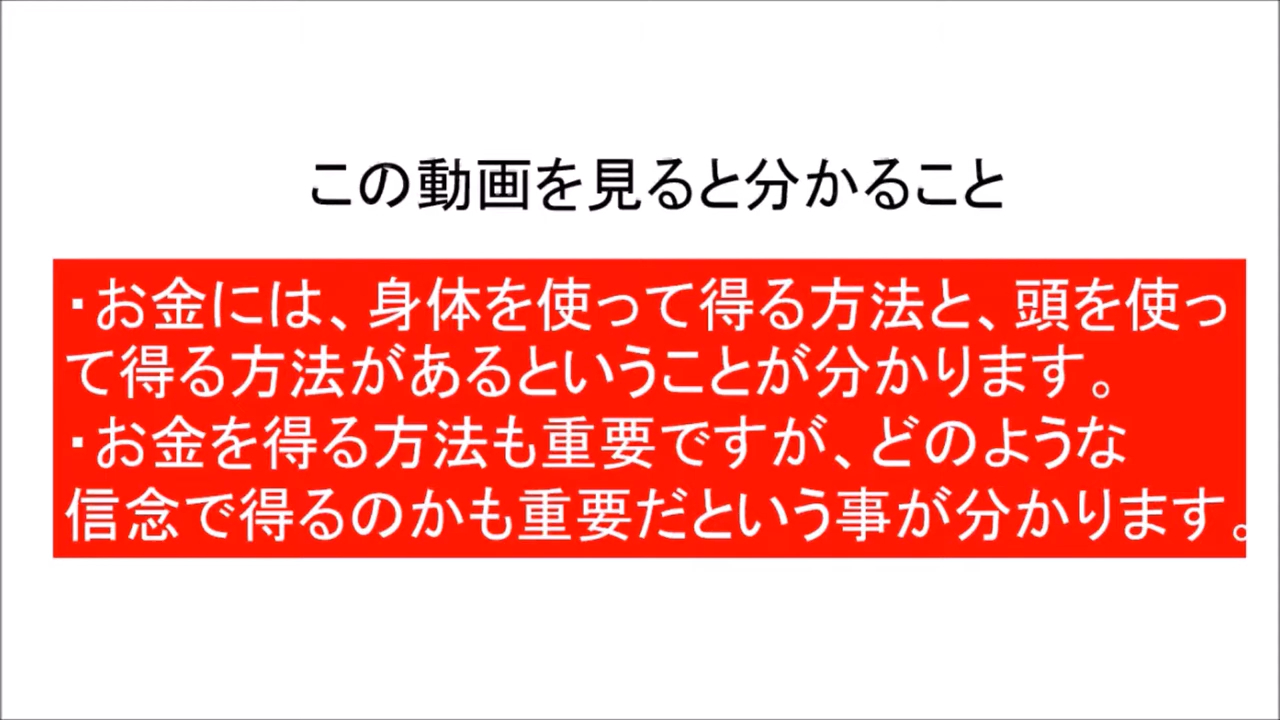 この動画を見ると分かること
・お金には、身体を使って得る方法と、頭を使っ
て得る方法があるということが分かります。
・お金を得る方法も重要ですが、どのような
信念で得るのかも重要だという事が分かります。